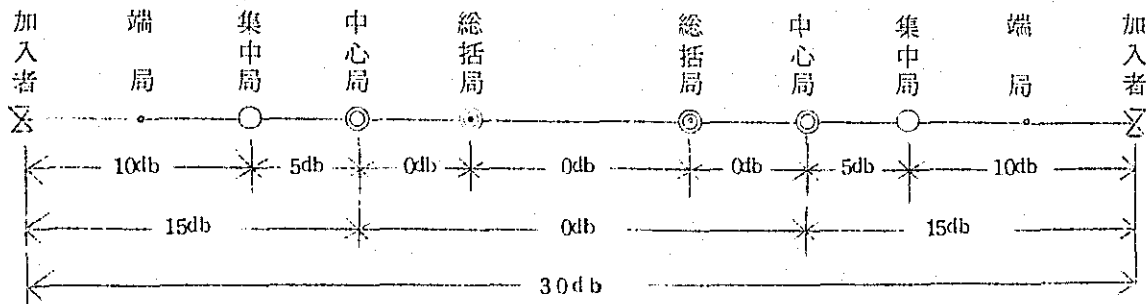 加入者 端局 集中局 中心局 総括局 総括局 中心局 集中局 端局 加入者
10db 5db 0db 0db 0db 5db 10db
15db 0db 15db
30db